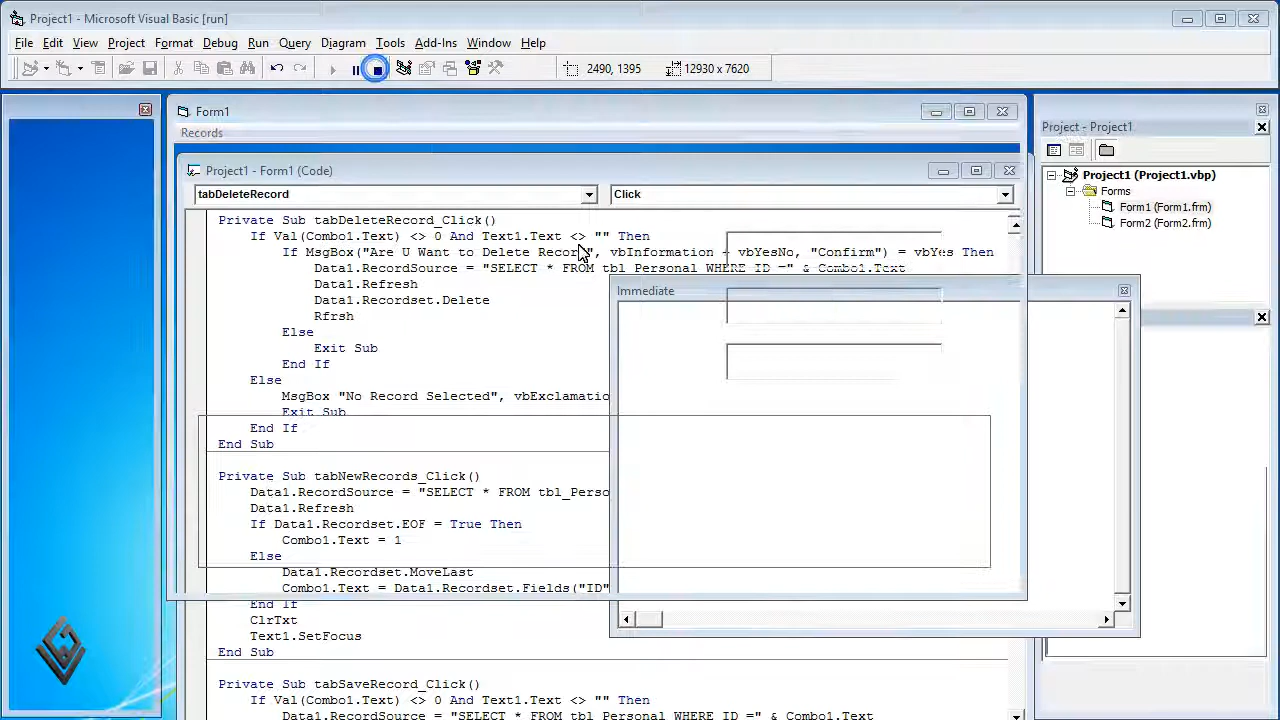 Project1 - Microsoft Visual Basic [run]
File Edit View Project Format Debug Run Query Diagram Tools Add-Ins Window Help
2490, 1395 12930 x 7620
Form1
Records
Project1 - Form1 (Code)
tabDeleteRecord Click
Private Sub tabDeleteRecord_Click()
If Val(Combo1.Text) <> 0 And Text1.Text <> "" Then
If MsgBox("Are U Want to Delete Record", vbInformation + vbYesNo, "Confirm") = vbYes Then
Data1.RecordSource = "SELECT * FROM tbl_Personal WHERE ID =" & Combo1.Text
Data1.Refresh
Data1.Recordset.Delete
Rfrsh
Else
Exit Sub
End If
Else
MsgBox "No Record Selected", vbExclamatio
Exit Sub
End If
End Sub
Private Sub tabNewRecords_Click()
Data1.RecordSource = "SELECT * FROM tbl_Perso
Data1.Refresh
If Data1.Recordset.EOF = True Then
Combo1.Text = 1
Else
Data1.Recordset.MoveLast
Combo1.Text = Data1.Recordset.Fields("ID"
End If
ClrTxt
Text1.SetFocus
End Sub
Private Sub tabSaveRecord_Click()
If Val(Combo1.Text) <> 0 And Text1.Text <> "" Then
Data1.RecordSource = "SELECT * FROM tbl_Personal WHERE ID =" & Combo1.Text
Immediate
Project - Project1
Project1 (Project1.vbp)
Forms
Form1 (Form1.frm)
Form2 (Form2.frm)